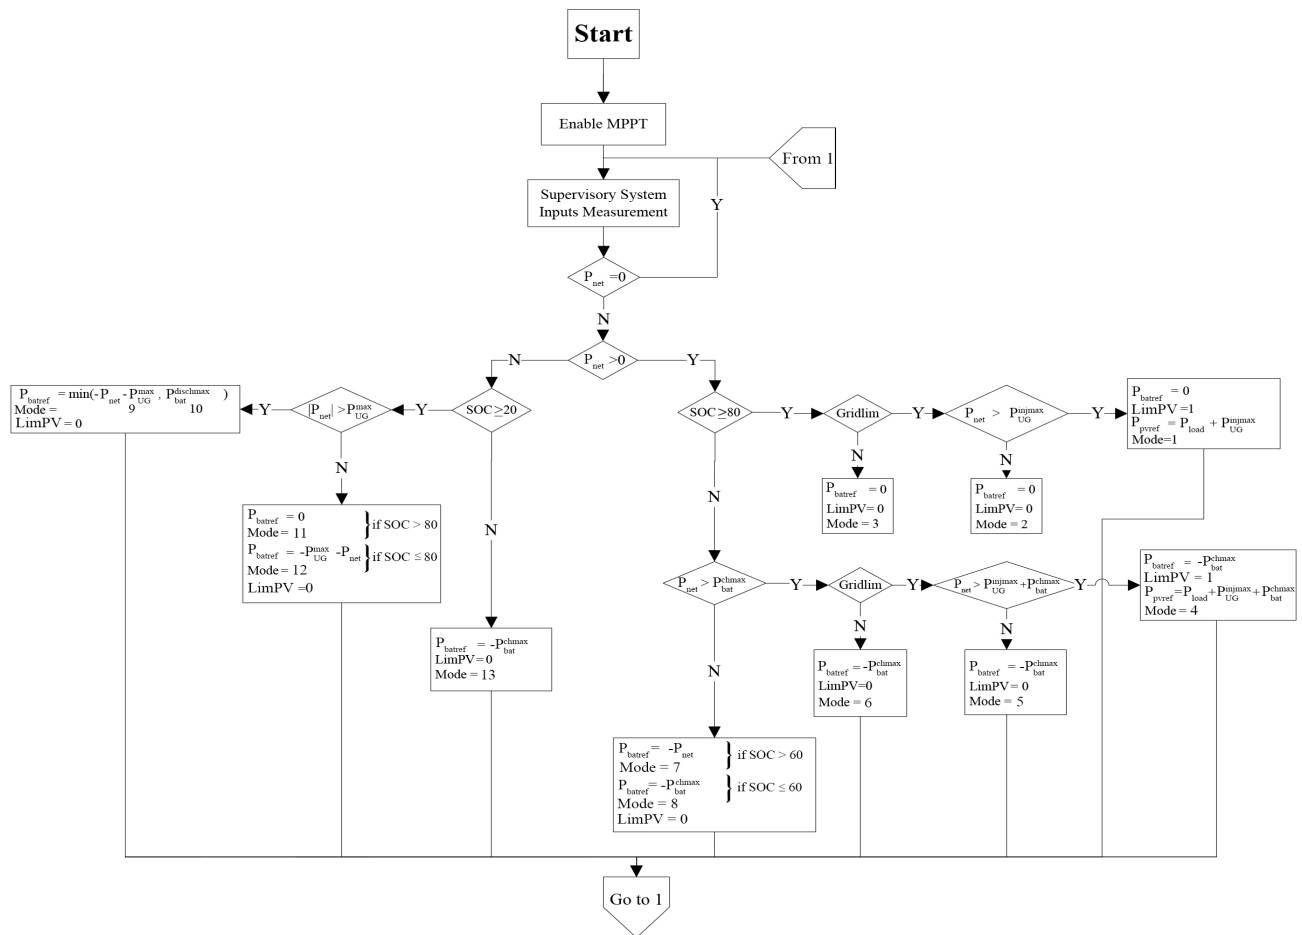 Start
Enable MPPT
From 1
Supervisory System
Inputs Measurement
Y
P_net =0
N
P_net >0
N
Y
P_batref = min(-P_net -P_UG^max , P_bat^dischmax )
Mode = 9 10
LimPV = 0
Y
|P_net| >P_UG^max
Y
SOC≥20
SOC≥80
Y
Gridlim
Y
P_net > P_UG^injmax
Y
P_batref = 0
LimPV =1
P_pvref = P_load + P_UG^injmax
Mode=1
N
N
N
P_batref = 0
LimPV= 0
Mode = 3
P_batref = 0
LimPV= 0
Mode = 2
N
N
P_batref = 0
Mode = 11
if SOC > 80
P_batref = -P_UG^max -P_net
Mode = 12
if SOC ≤ 80
LimPV =0
P_net > P_bat^chmax
Y
Gridlim
Y
P_net > P_UG^injmax +P_bat^chmax
Y
P_batref = -P_bat^chmax
LimPV = 1
P_pvref =P_load +P_UG^injmax +P_bat^chmax
Mode = 4
N
N
N
P_batref = -P_bat^chmax
LimPV=0
Mode = 13
P_batref = -P_bat^chmax
LimPV=0
Mode = 6
P_batref = -P_bat^chmax
LimPV = 0
Mode = 5
P_batref = -P_net
Mode = 7
if SOC > 60
P_batref = -P_bat^chmax
Mode = 8
if SOC ≤ 60
LimPV = 0
Go to 1